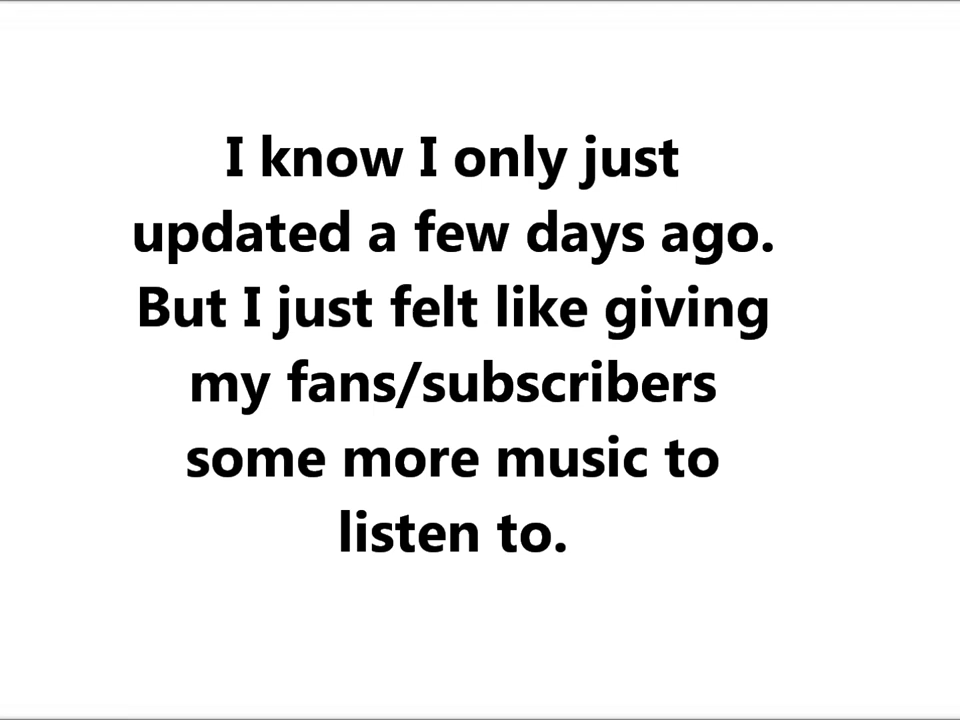 I know I only just
updated a few days ago.
But I just felt like giving
my fans/subscribers
some more music to
listen to.